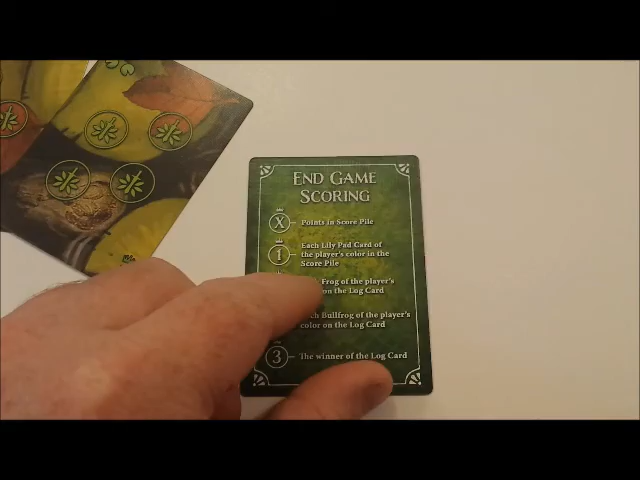 END GAME
SCORING
X Points in Score Pile
1 Each Lily Pad Card of
the player's color in the
Score Pile
Frog of the player's
on the Log Card
Bullfrog of the player's
color on the Log Card
3 The winner of the Log Card